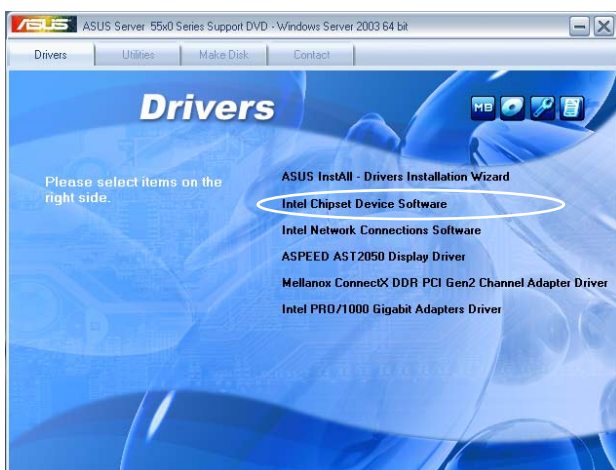 ASUS ASUS Server 55x0 Series Support DVD - Windows Server 2003 64 bit
Drivers Utilities Make Disk Contact
Drivers
MB
Please select items on the
right side.
ASUS InstAll - Drivers Installation Wizard
Intel Chipset Device Software
Intel Network Connections Software
ASPEED AST2050 Display Driver
Mellanox ConnectX DDR PCI Gen2 Channel Adapter Driver
Intel PRO/1000 Gigabit Adapters Driver